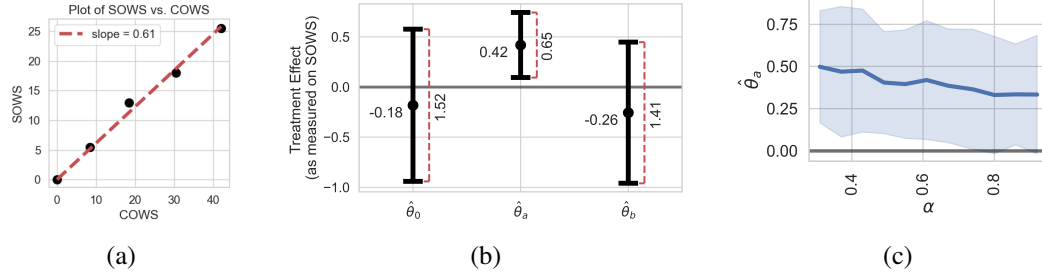 Plot of SOWS vs. COWS
slope = 0.61
SOWS
25
20
15
10
5
0
0 10 20 30 40
COWS
(a)
Treatment Effect
(as measured on SOWS)
0.5
0.0
−0.5
−1.0
-0.18
1.52
0.42
0.65
-0.26
1.41
θ̂₀ θ̂ₐ θ̂_b
(b)
θ̂ₐ
0.75
0.50
0.25
0.00
0.4 0.6 0.8
α
(c)